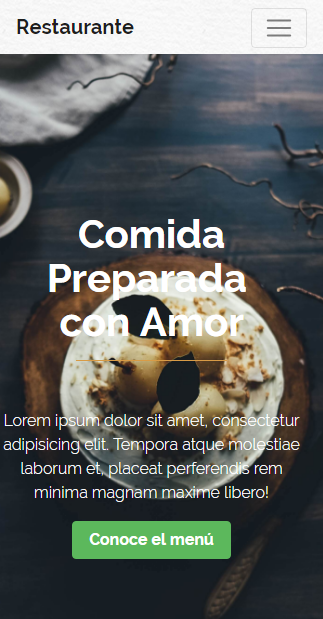 Restaurante
Comida
Preparada
con Amor
Lorem ipsum dolor sit amet, consectetur
adipisicing elit. Tempora atque molestiae
laborum et, placeat perferendis rem
minima magnam maxime libero!
Conoce el menú